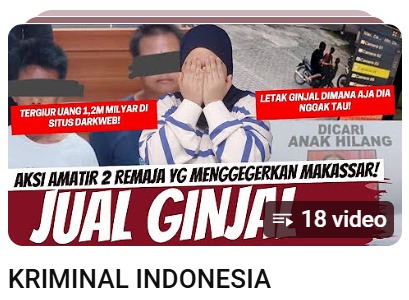 TERGIUR UANG 1,2M MILYAR DI
SITUS DARKWEB!
LETAK GINJAL DIMANA AJA DIA
NGGAK TAU!
DICARI
ANAK HILANG
AKSI AMATIR 2 REMAJA YG MENGGEGERKAN MAKASSAR!
JUAL GINJAL
18 video
KRIMINAL INDONESIA